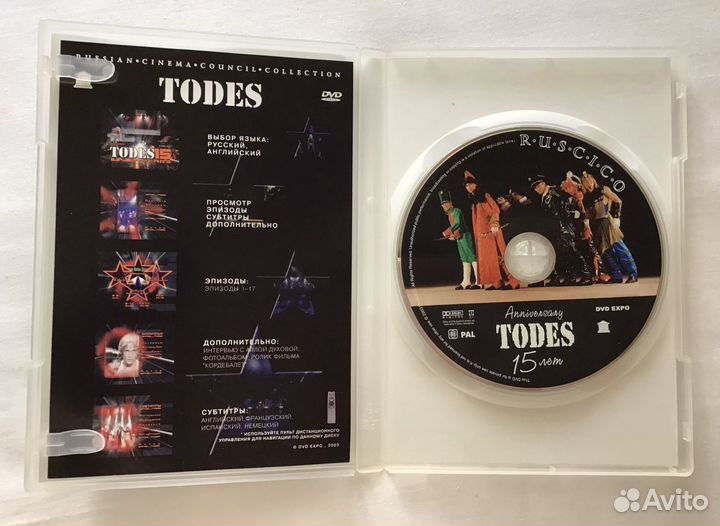 RUSSIAN•CINEMA•COUNCIL•COLLECTION
TODES
DVD
ВЫБОР ЯЗЫКА:
РУССКИЙ,
АНГЛИЙСКИЙ
TODES 15
ПРОСМОТР
ЭПИЗОДЫ
СУБТИТРЫ
ДОПОЛНИТЕЛЬНО
ЭПИЗОДЫ:
ЭПИЗОДЫ 1-17
ДОПОЛНИТЕЛЬНО:
ИНТЕРВЬЮ С АЛЛОЙ ДУХОВОЙ;
ФОТОАЛЬБОМ; РОЛИК ФИЛЬМА
"КОРДЕБАЛЕТ"
СУБТИТРЫ:
АНГЛИЙСКИЙ, ФРАНЦУЗСКИЙ,
ИСПАНСКИЙ, НЕМЕЦКИЙ
* ИСПОЛЬЗУЙТЕ ПУЛЬТ ДИСТАНЦИОННОГО
УПРАВЛЕНИЯ ДЛЯ НАВИГАЦИИ ПО ДАННОМУ ДИСКУ
© DVD EXPO., 2003
R•U•S•C•I•C•O
Anniversary
DVD EXPO
TODES
PAL
15 лет
Avito